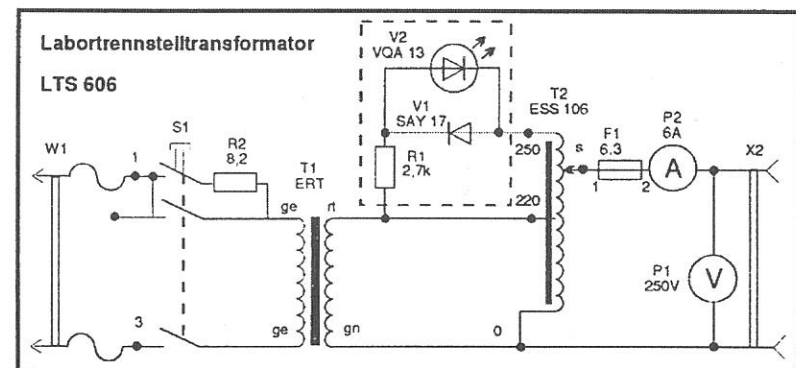 Labortrennstelltransformator
LTS 606
V2
VQA 13
T2
ESS 106
P2
6A
W1
S1
V1
SAY 17
F1
6.3
X2
1
R2
8,2
T1
ERT
R1
2,7k
250
s
A
1
2
ge
rt
220
P1
250V
V
3
ge
gn
0